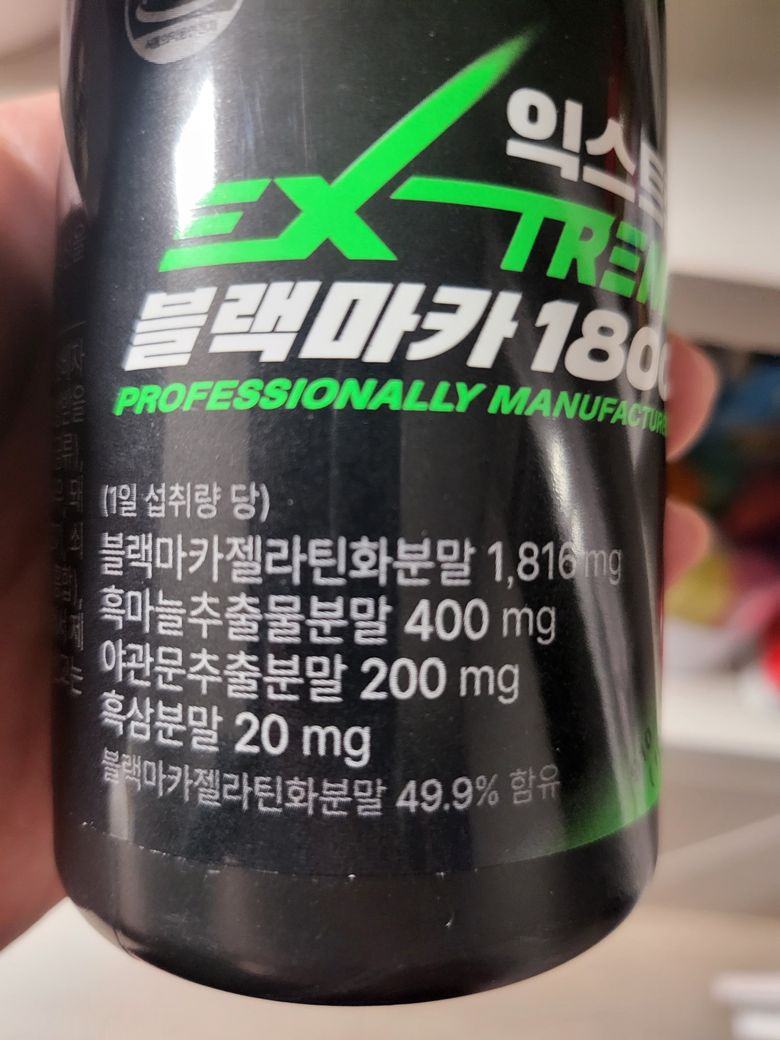 익스트
EXTREM
블랙마카 180
PROFESSIONALLY MANUFACTURE
(1일 섭취량 당)
블랙마카젤라틴화분말 1,816 mg
흑마늘추출물분말 400 mg
야관문추출분말 200 mg
흑삼분말 20 mg
블랙마카젤라틴화분말 49.9% 함유